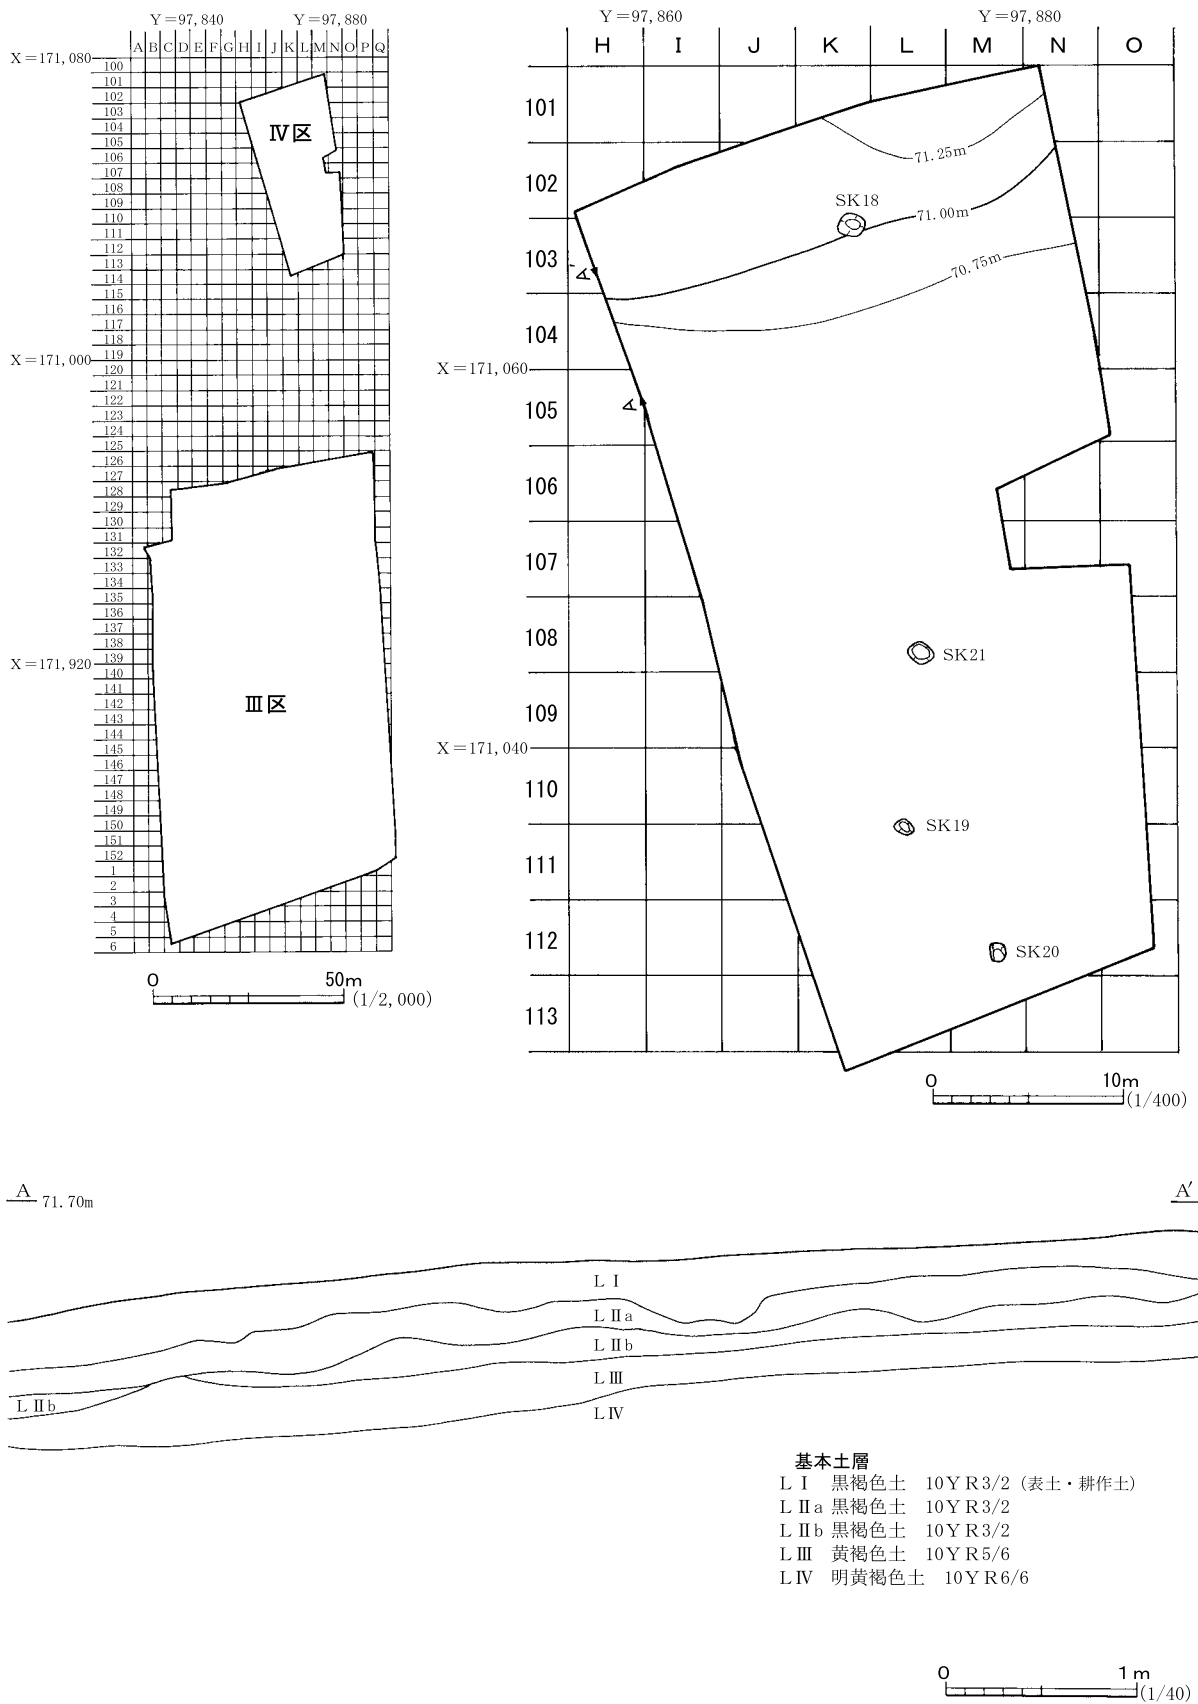 Y＝97,840 Y＝97,880
A B C D E F G H I J K L M N O P Q
X＝171,080
100
101
102
103
104
105
106
107
108
109
110
111
112
113
114
115
116
117
118
X＝171,000
119
120
121
122
123
124
125
126
127
128
129
130
131
132
133
134
135
136
137
138
X＝171,920
139
140
141
142
143
144
145
146
147
148
149
150
151
152
1
2
3
4
5
6
Ⅳ区
Ⅲ区
0 50m
(1/2,000)
Y＝97,860 Y＝97,880
H I J K L M N O
101
102
103
104
X＝171,060
105
106
107
108
109
X＝171,040
110
111
112
113
71.25m
SK18
71.00m
70.75m
A′
A
SK21
SK19
SK20
0 10m
(1/400)
A 71.70m
A′
LⅠ
LⅡa
LⅡb
LⅢ
LⅣ
LⅡb
基本土層
LⅠ 黒褐色土 10YR3/2（表土・耕作土）
LⅡa 黒褐色土 10YR3/2
LⅡb 黒褐色土 10YR3/2
LⅢ 黄褐色土 10YR5/6
LⅣ 明黄褐色土 10YR6/6
0 1m
(1/40)